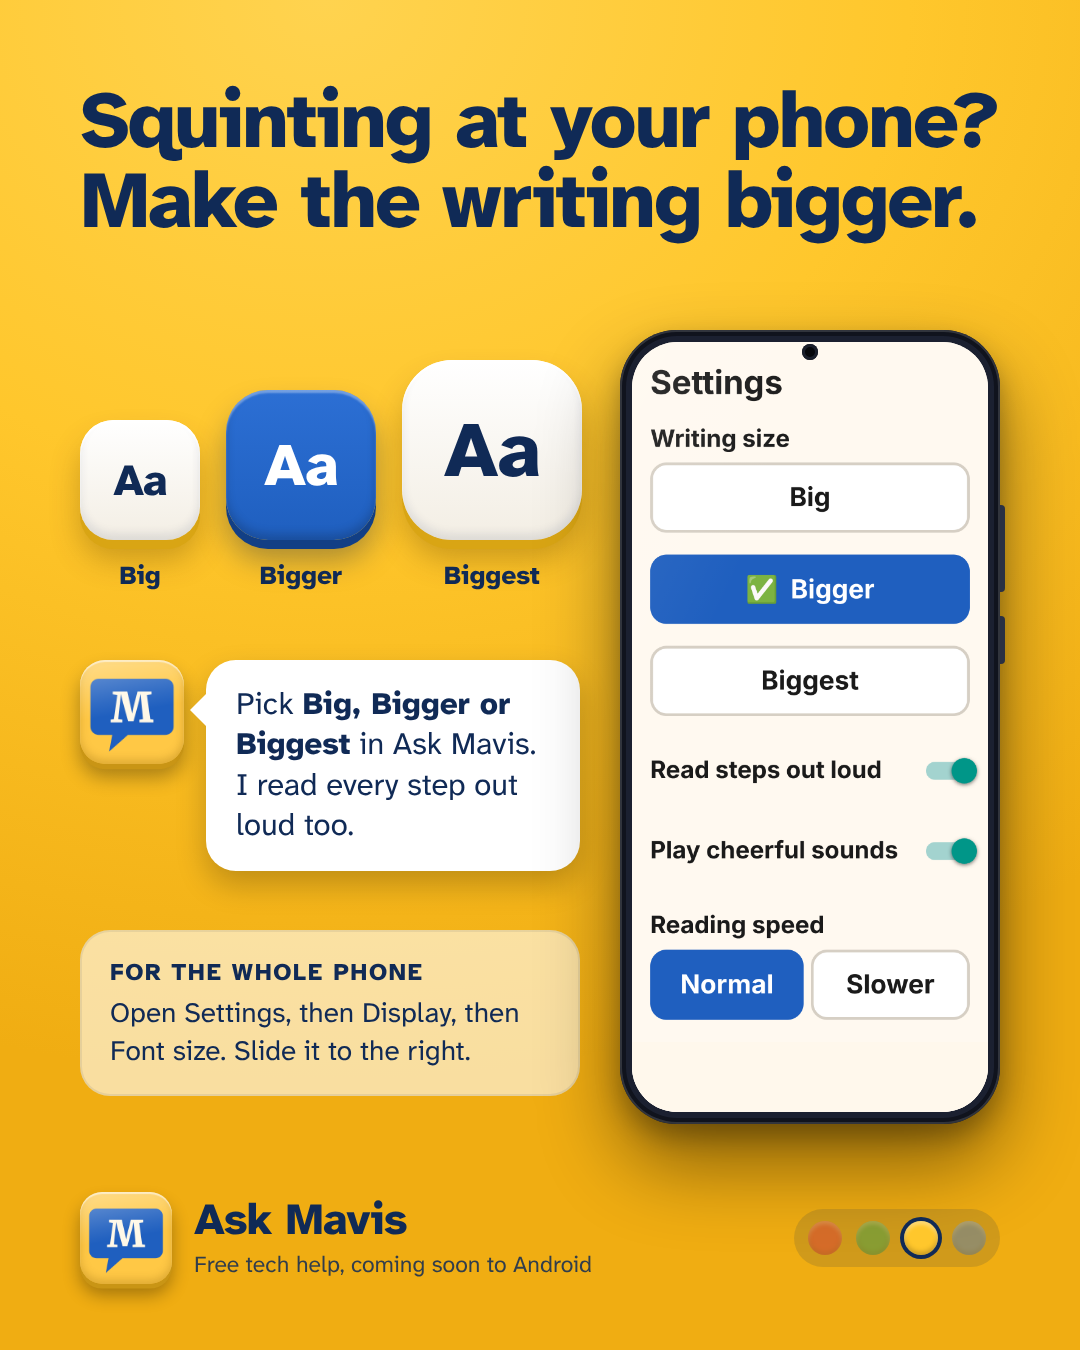 Squinting at your phone?
Make the writing bigger.
Aa
Aa
Aa
Big
Bigger
Biggest
M
Pick Big, Bigger or
Biggest in Ask Mavis.
I read every step out
loud too.
FOR THE WHOLE PHONE
Open Settings, then Display, then
Font size. Slide it to the right.
Settings
Writing size
Big
✅ Bigger
Biggest
Read steps out loud
Play cheerful sounds
Reading speed
Normal
Slower
M
Ask Mavis
Free tech help, coming soon to Android